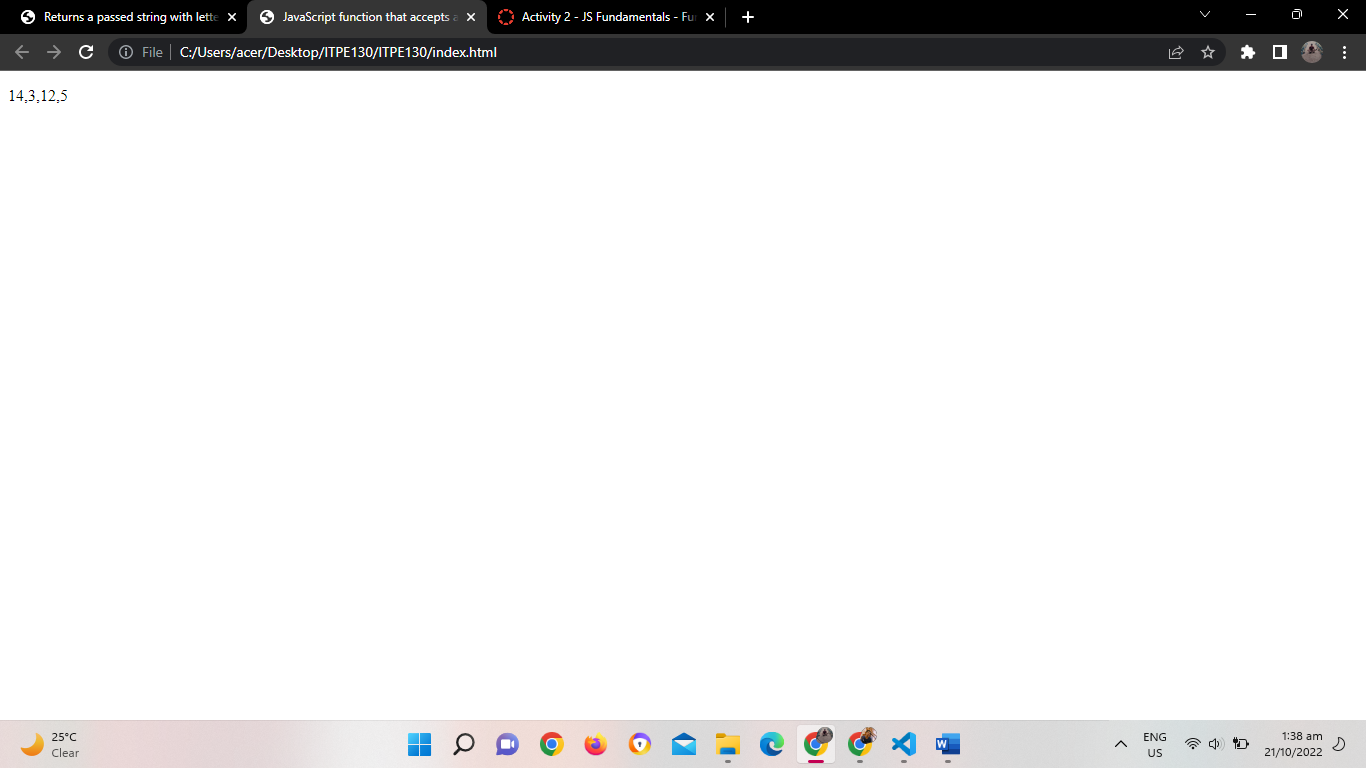 Returns a passed string with lette
JavaScript function that accepts a
Activity 2 - JS Fundamentals - Fu
File
C:/Users/acer/Desktop/ITPE130/ITPE130/index.html
14,3,12,5
25°C
Clear
W
ENG
US
1:38 am
21/10/2022